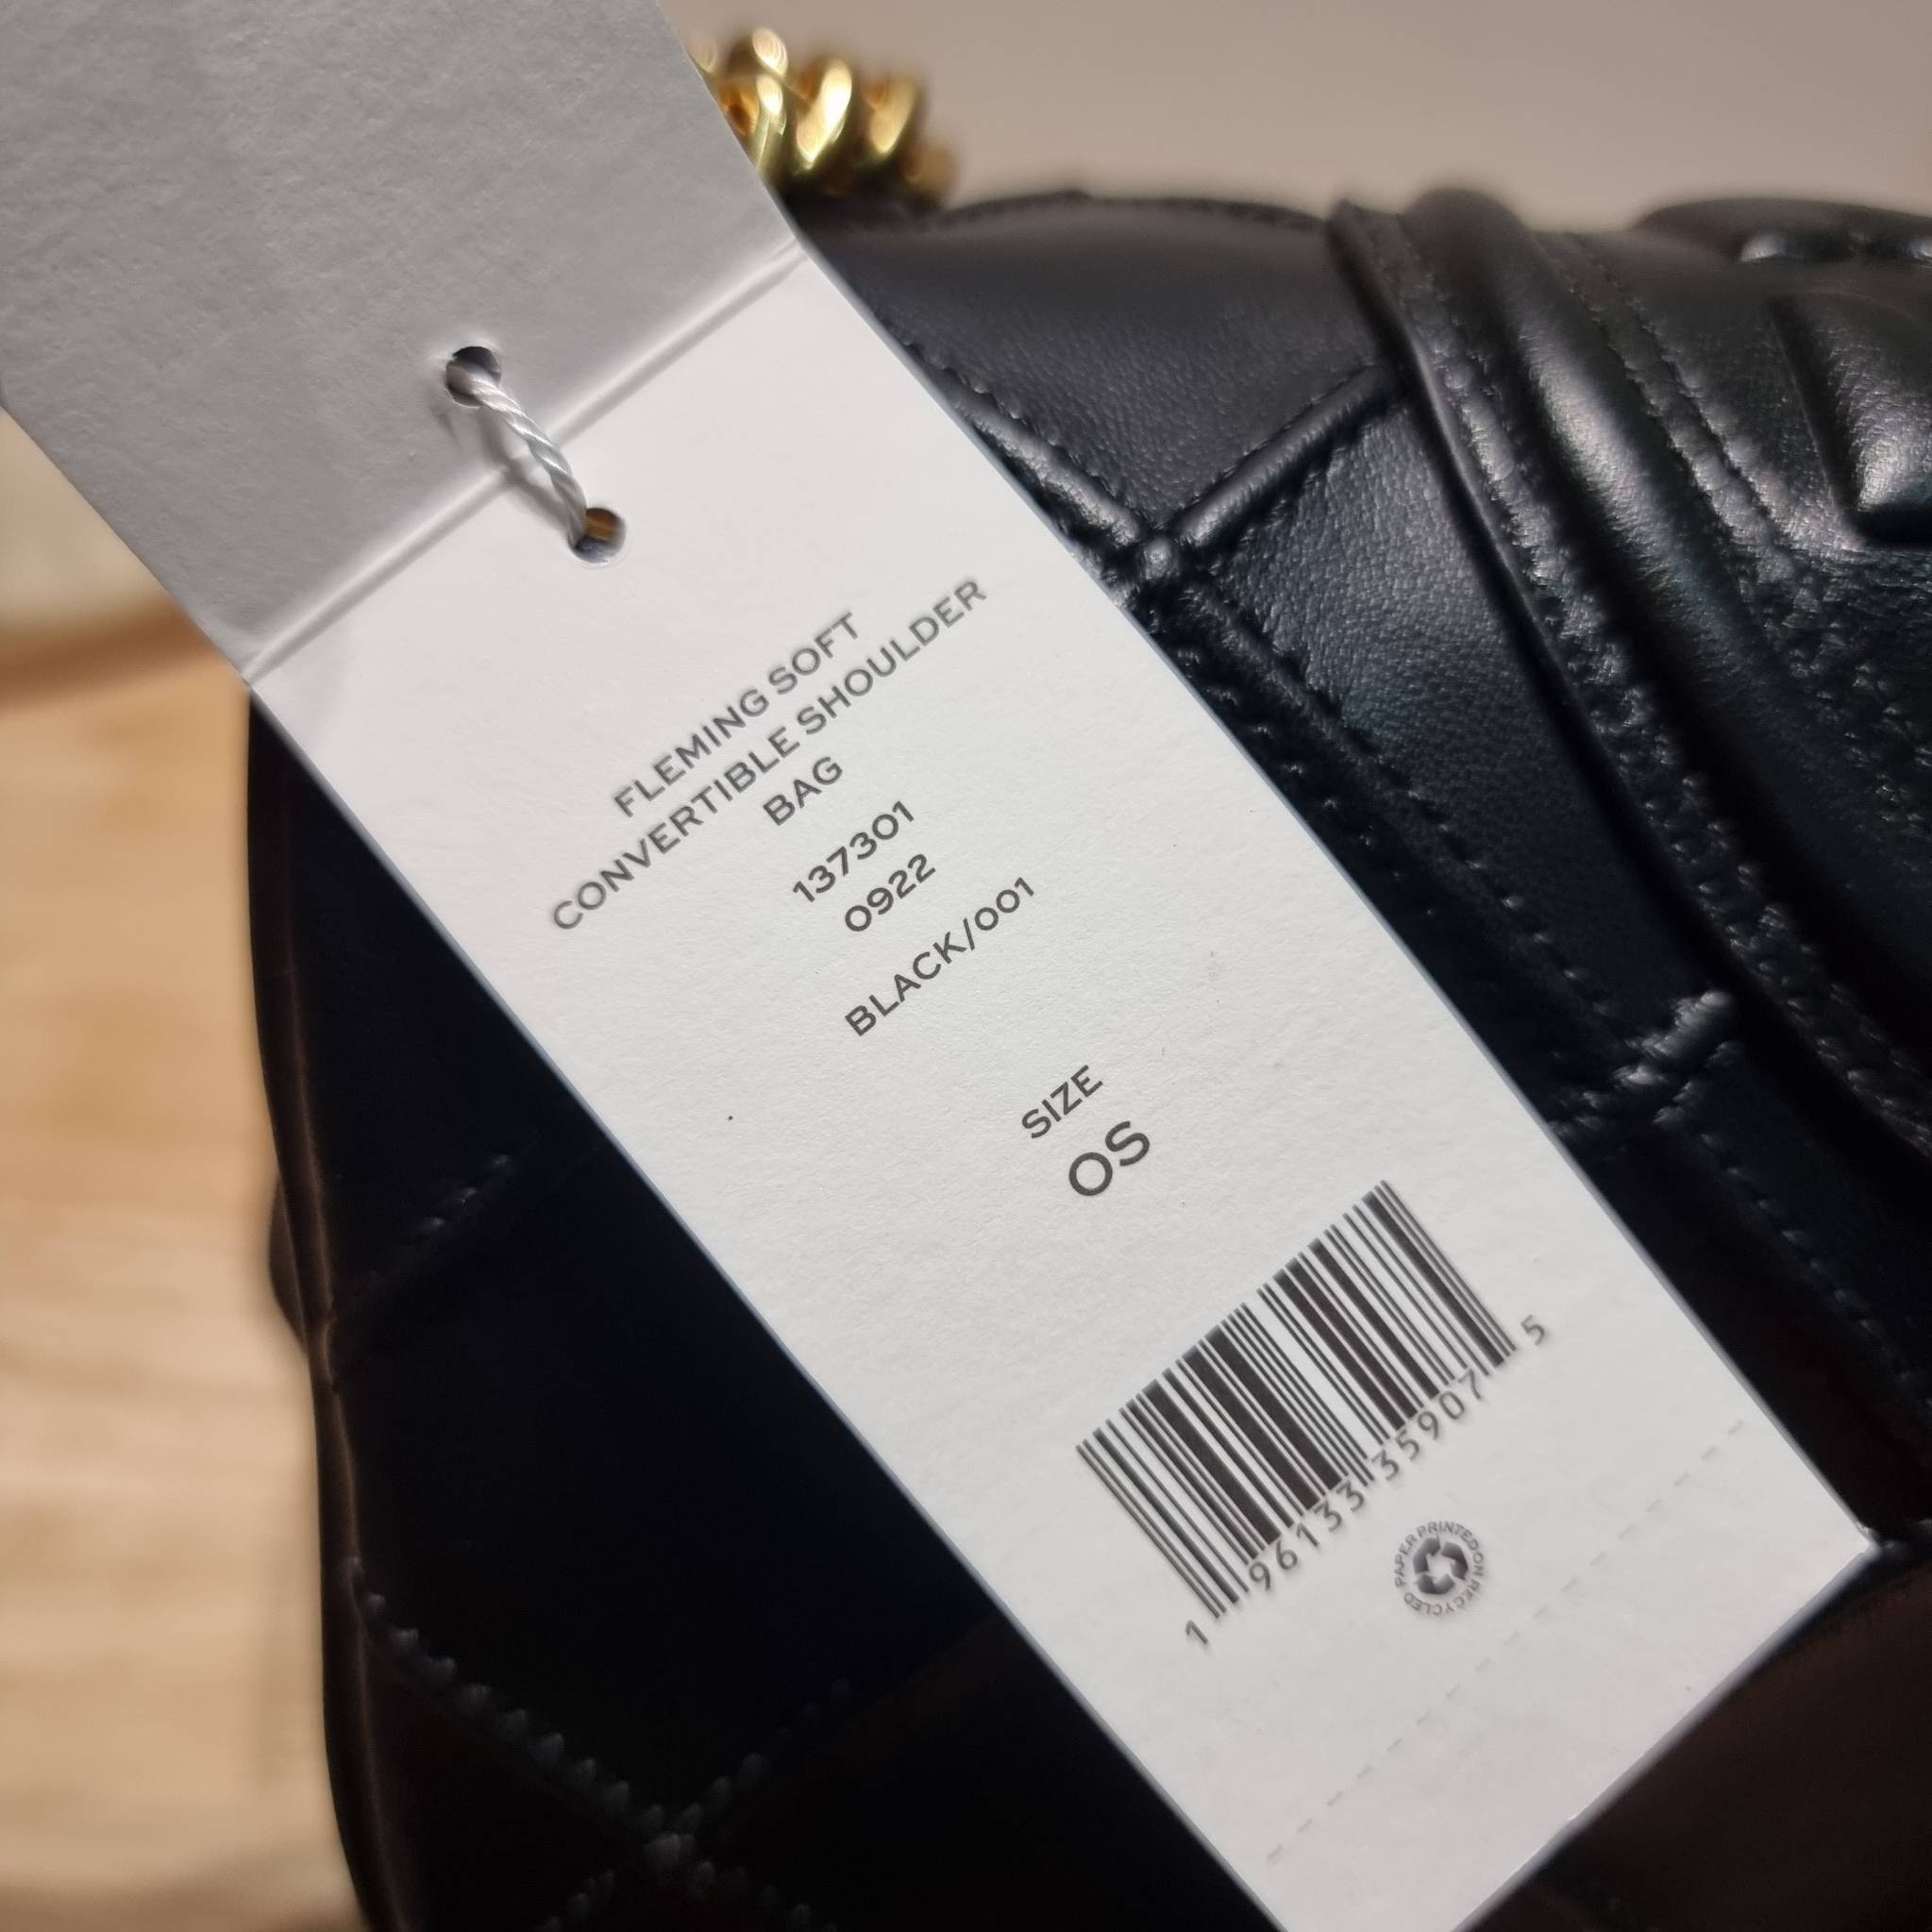 FLEMING SOFT
CONVERTIBLE SHOULDER
BAG
137301
0922
BLACK/001
SIZE
OS
1 96133 35907 5
PAPER PRINTED ON RECYCLED